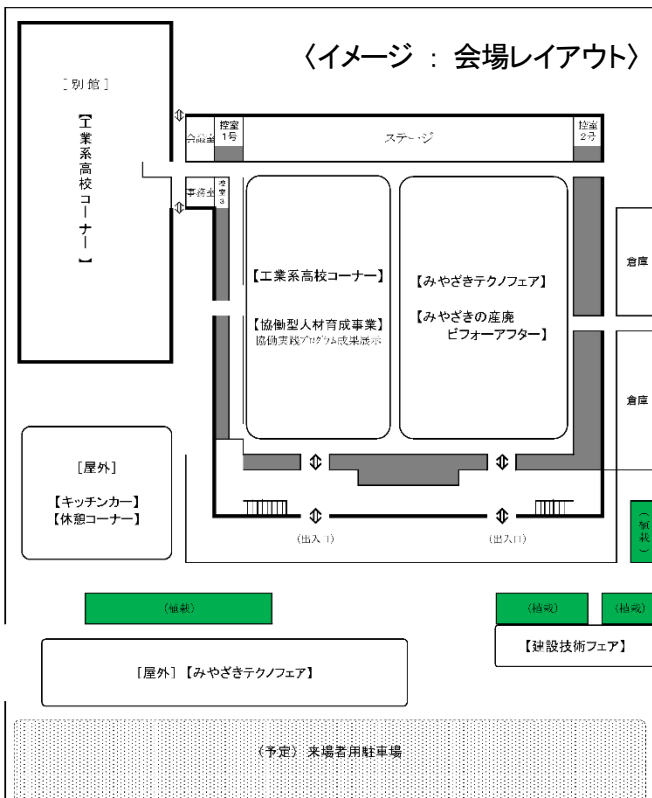 〈イメージ : 会場レイアウト〉
[別館]
【工業系高校コーナー】
会議室
控室
1号
ステージ
控室
2号
事務室
控室3
【工業系高校コーナー】
【協働型人材育成事業】
協働実践プログラム成果展示
【みやざきテクノフェア】
【みやざきの産廃
ビフォーアフター】
倉庫
倉庫
[屋外]
【キッチンカー】
【休憩コーナー】
(出入口)
(出入口)
(植栽)
(植栽)
(植栽)
(植栽)
【建設技術フェア】
[屋外]【みやざきテクノフェア】
(予定) 来場者用駐車場